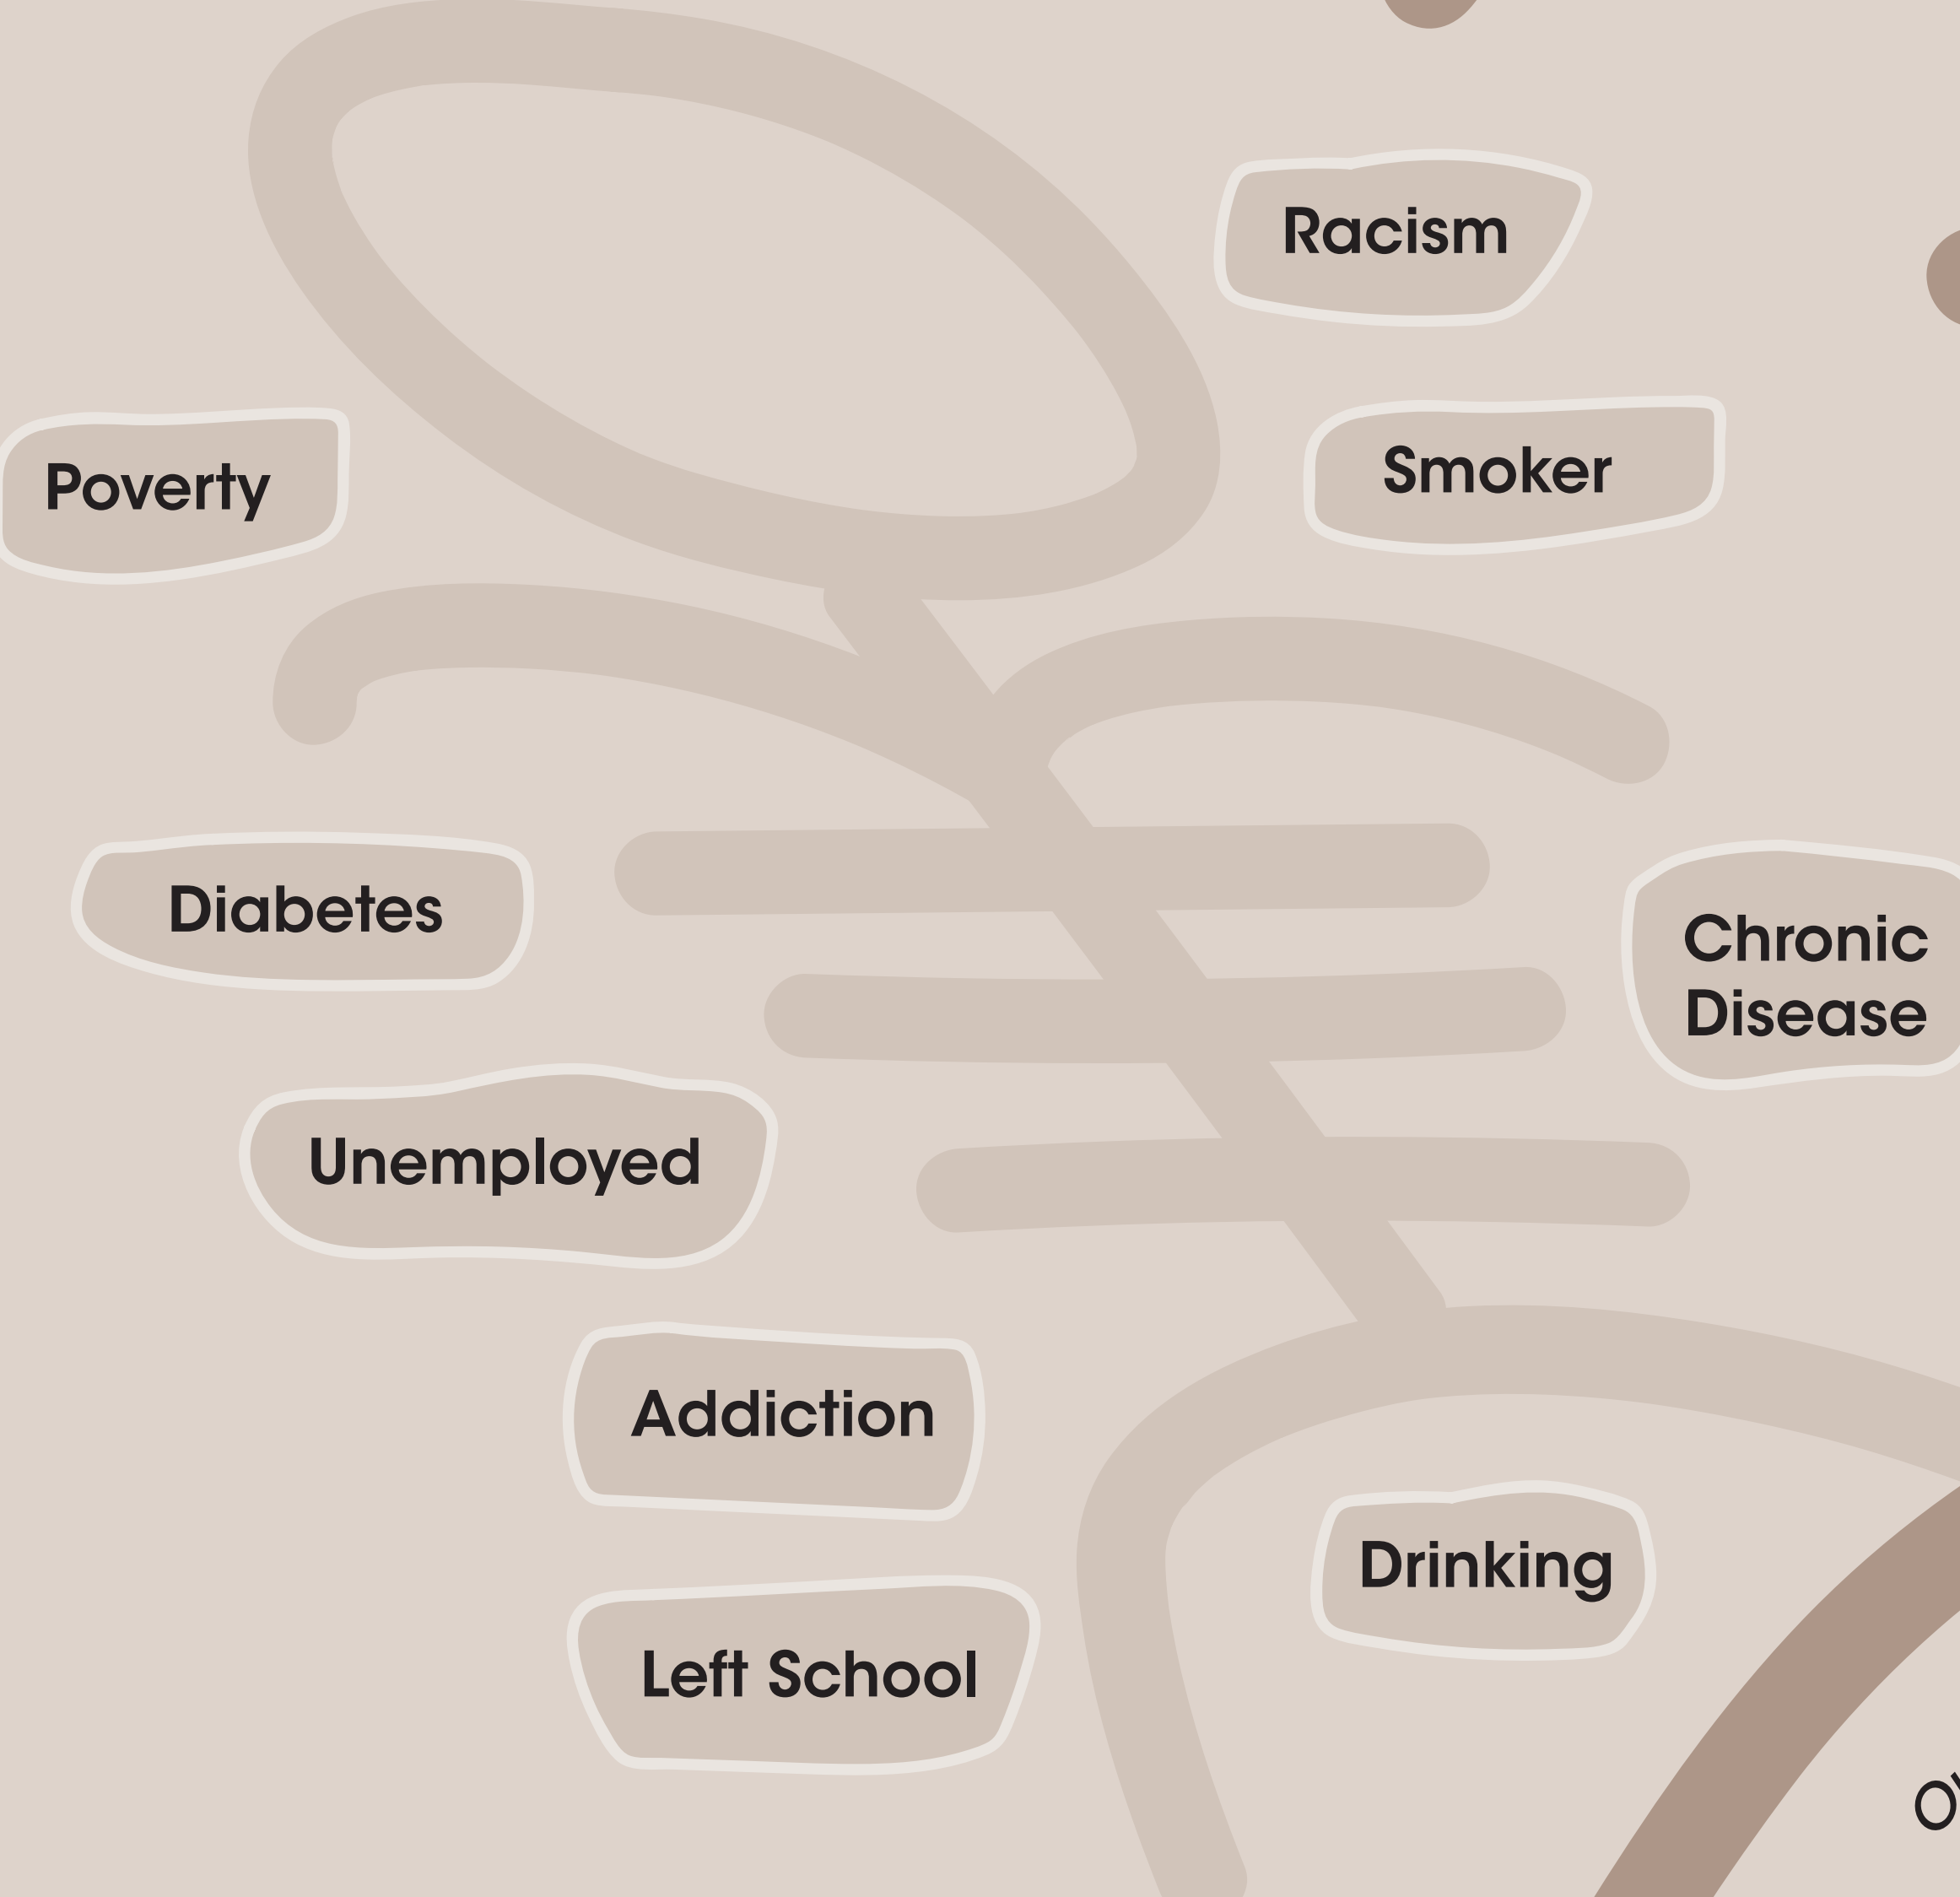 Racism
Smoker
Poverty
Diabetes
Chronic
Disease
Unemployed
Addiction
Drinking
Left School